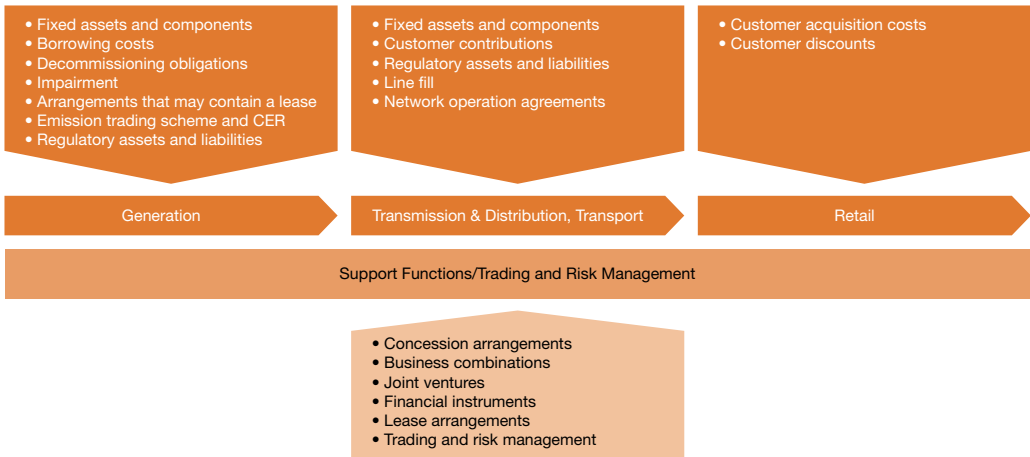 • Fixed assets and components
• Borrowing costs
• Decommissioning obligations
• Impairment
• Arrangements that may contain a lease
• Emission trading scheme and CER
• Regulatory assets and liabilities
• Fixed assets and components
• Customer contributions
• Regulatory assets and liabilities
• Line fill
• Network operation agreements
• Customer acquisition costs
• Customer discounts
Generation
Transmission & Distribution, Transport
Retail
Support Functions/Trading and Risk Management
• Concession arrangements
• Business combinations
• Joint ventures
• Financial instruments
• Lease arrangements
• Trading and risk management